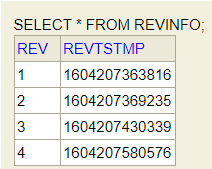 SELECT * FROM REVINFO;
REV REVTSTMP
1 1604207363816
2 1604207369235
3 1604207430339
4 1604207580576